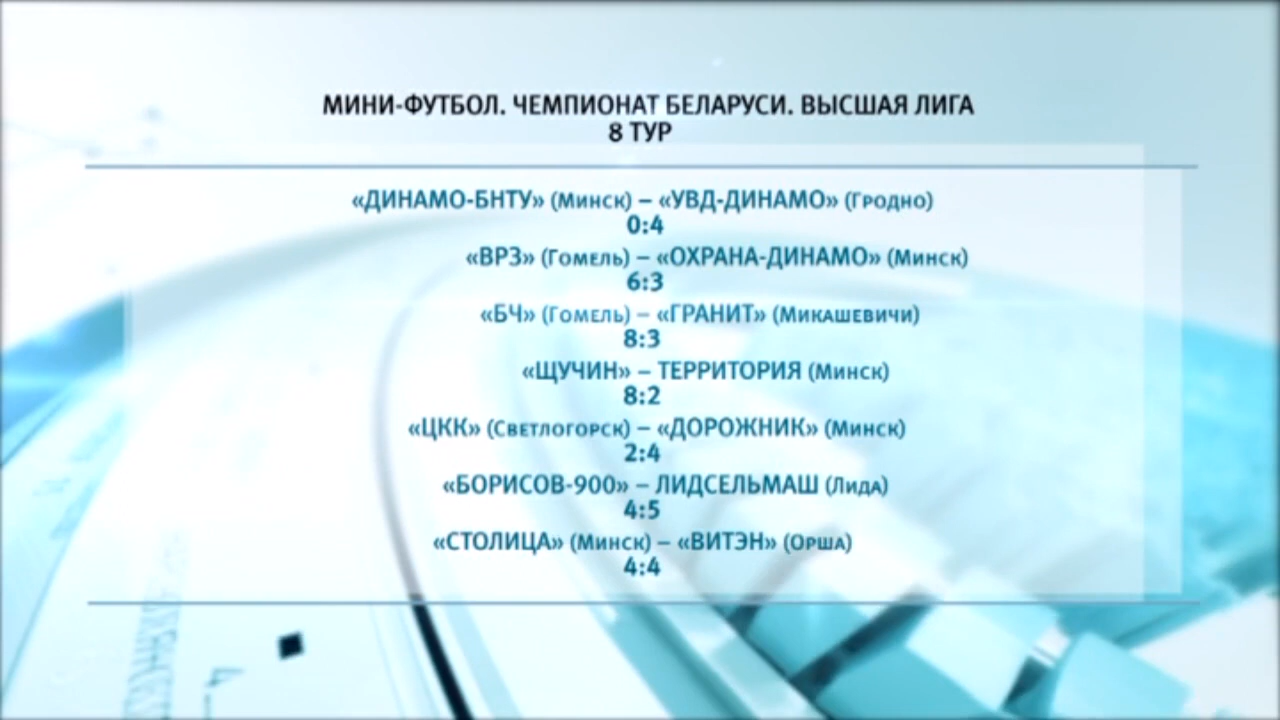 МИНИ-ФУТБОЛ. ЧЕМПИОНАТ БЕЛАРУСИ. ВЫСШАЯ ЛИГА
8 ТУР
«ДИНАМО-БНТУ» (Минск) – «УВД-ДИНАМО» (Гродно)
0:4
«ВРЗ» (Гомель) – «ОХРАНА-ДИНАМО» (Минск)
6:3
«БЧ» (Гомель) – «ГРАНИТ» (Микашевичи)
8:3
«ЩУЧИН» – ТЕРРИТОРИЯ (Минск)
8:2
«ЦКК» (Светлогорск) – «ДОРОЖНИК» (Минск)
2:4
«БОРИСОВ-900» – ЛИДСЕЛЬМАШ (Лида)
4:5
«СТОЛИЦА» (Минск) – «ВИТЭН» (Орша)
4:4